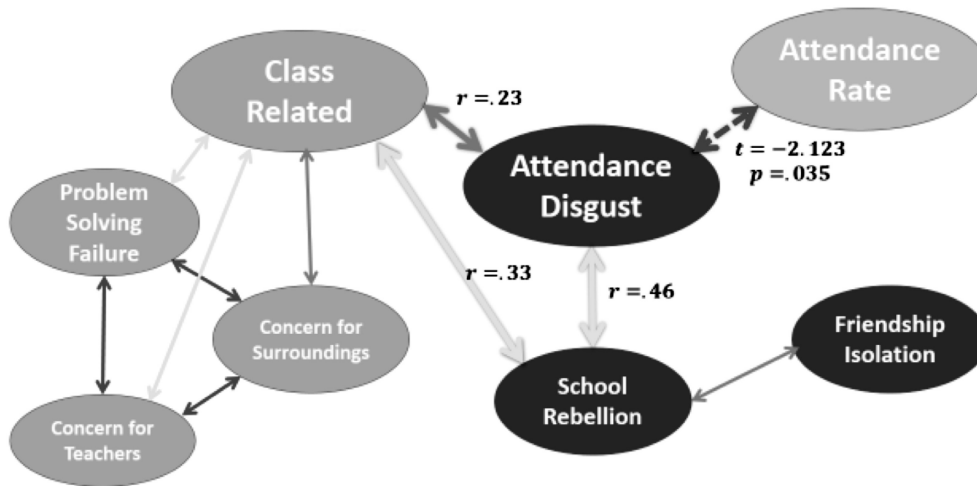 Class
Related
r =. 23
Attendance
Rate
Attendance
Disgust
t = −2. 123
p =. 035
Problem
Solving
Failure
r =. 33
r =. 46
Concern for
Surroundings
Friendship
Isolation
School
Rebellion
Concern for
Teachers